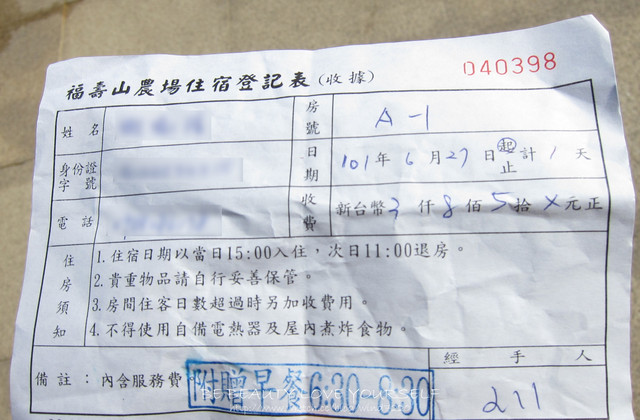 040398
福壽山農場住宿登記表(收據)
姓名
房號 A-1
身份證字號
日期 101年6月27日起止計1天
電話
收費 新台幣3仟8佰5拾X元正
住房須知
1.住宿日期以當日15:00入住，次日11:00退房。
2.貴重物品請自行妥善保管。
3.房間住客日數超過時另加收費用。
4.不得使用自備電熱器及屋內煮炸食物。
經手人
備註：內含服務費
附贈早餐6:30-8:30
211
BE BEAUTY LOVE YOURSELF